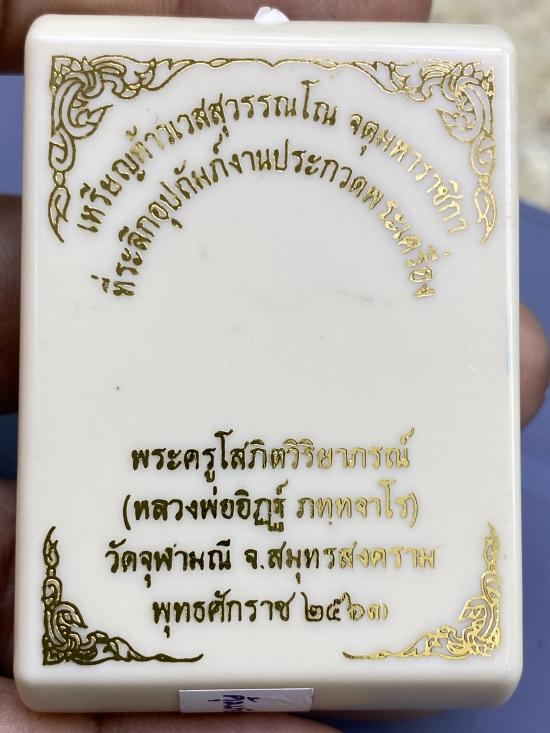 เหรียญท้าวเวสสุวรรณโณ จตุมหาราชิกา
ที่ระลึกอุปถัมภ์งานประกวดพระเครื่อง
พระครูโสภิตวิริยาภรณ์
(หลวงพ่ออิฏฐ์ ภทฺทจาโร)
วัดจุฬามณี จ.สมุทรสงคราม
พุทธศักราช ๒๕๖๓